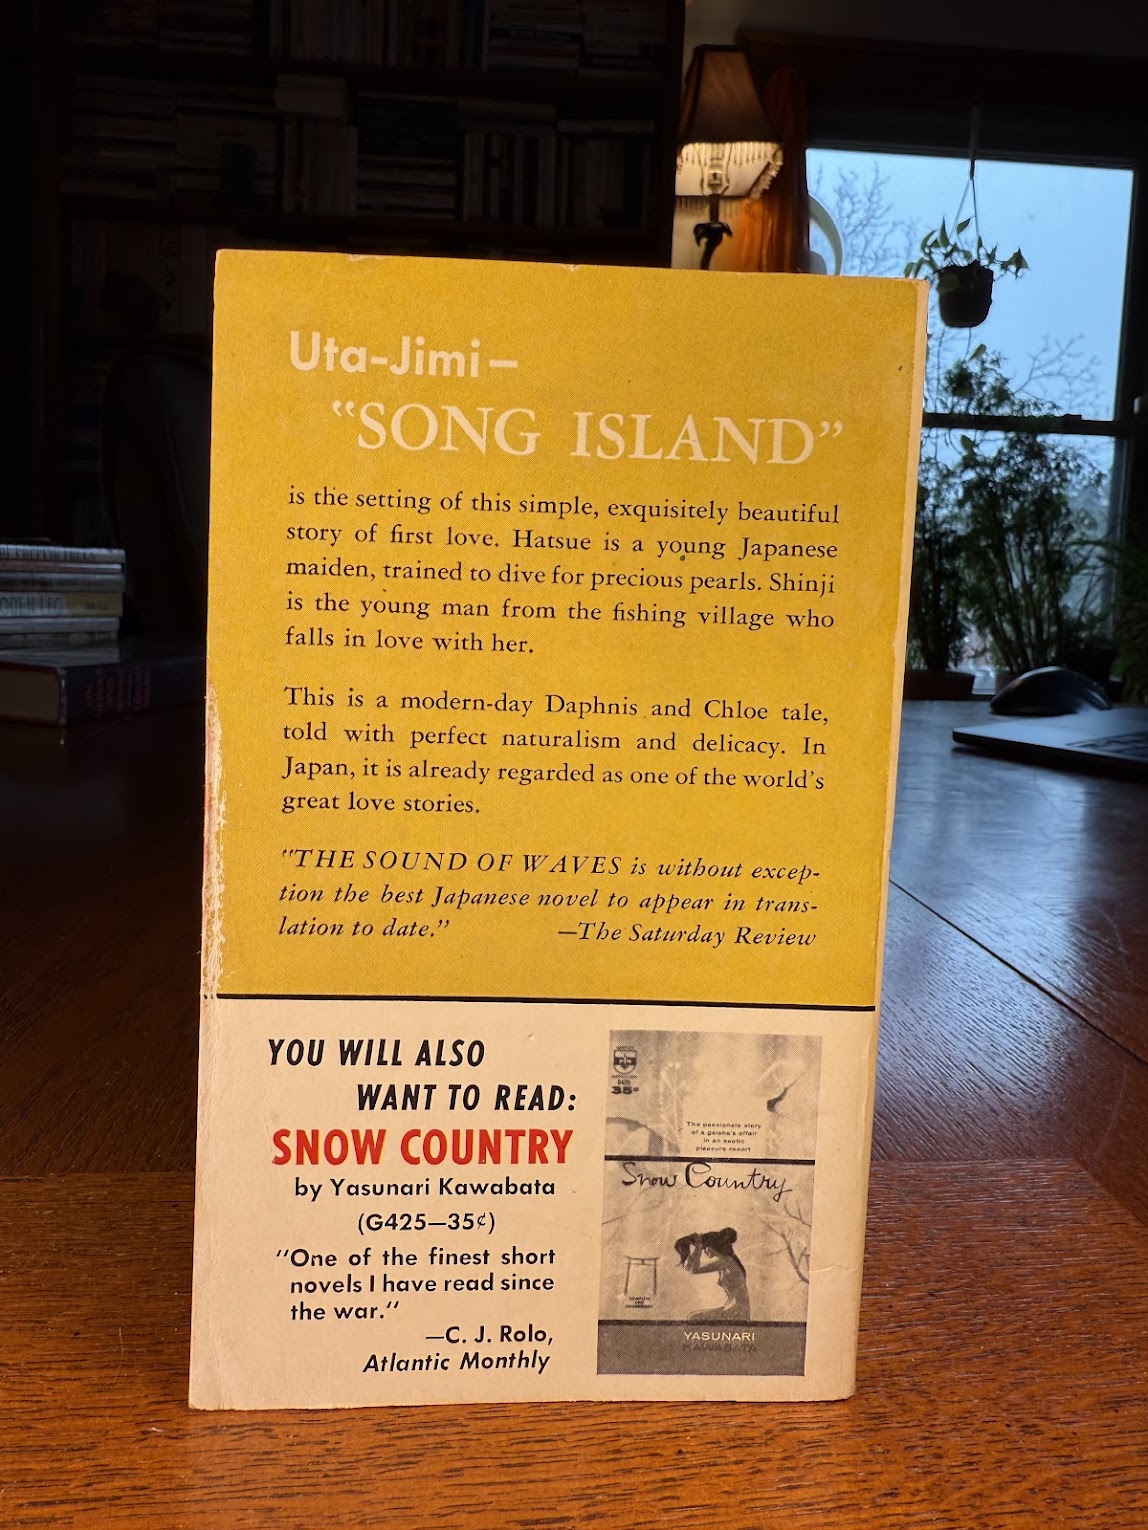 Uta-Jimi—
“SONG ISLAND”
is the setting of this simple, exquisitely beautiful
story of first love. Hatsue is a young Japanese
maiden, trained to dive for precious pearls. Shinji
is the young man from the fishing village who
falls in love with her.
This is a modern-day Daphnis and Chloe tale,
told with perfect naturalism and delicacy. In
Japan, it is already regarded as one of the world's
great love stories.
"THE SOUND OF WAVES is without excep-
tion the best Japanese novel to appear in trans-
lation to date."
—The Saturday Review
YOU WILL ALSO
WANT TO READ:
SNOW COUNTRY
by Yasunari Kawabata
(G425—35¢)
"One of the finest short
novels I have read since
the war."
—C. J. Rolo,
Atlantic Monthly
G425
35¢
The passionate story
of a geisha's affair
in an exotic
pleasure resort
Snow Country
YASUNARI
KAWABATA